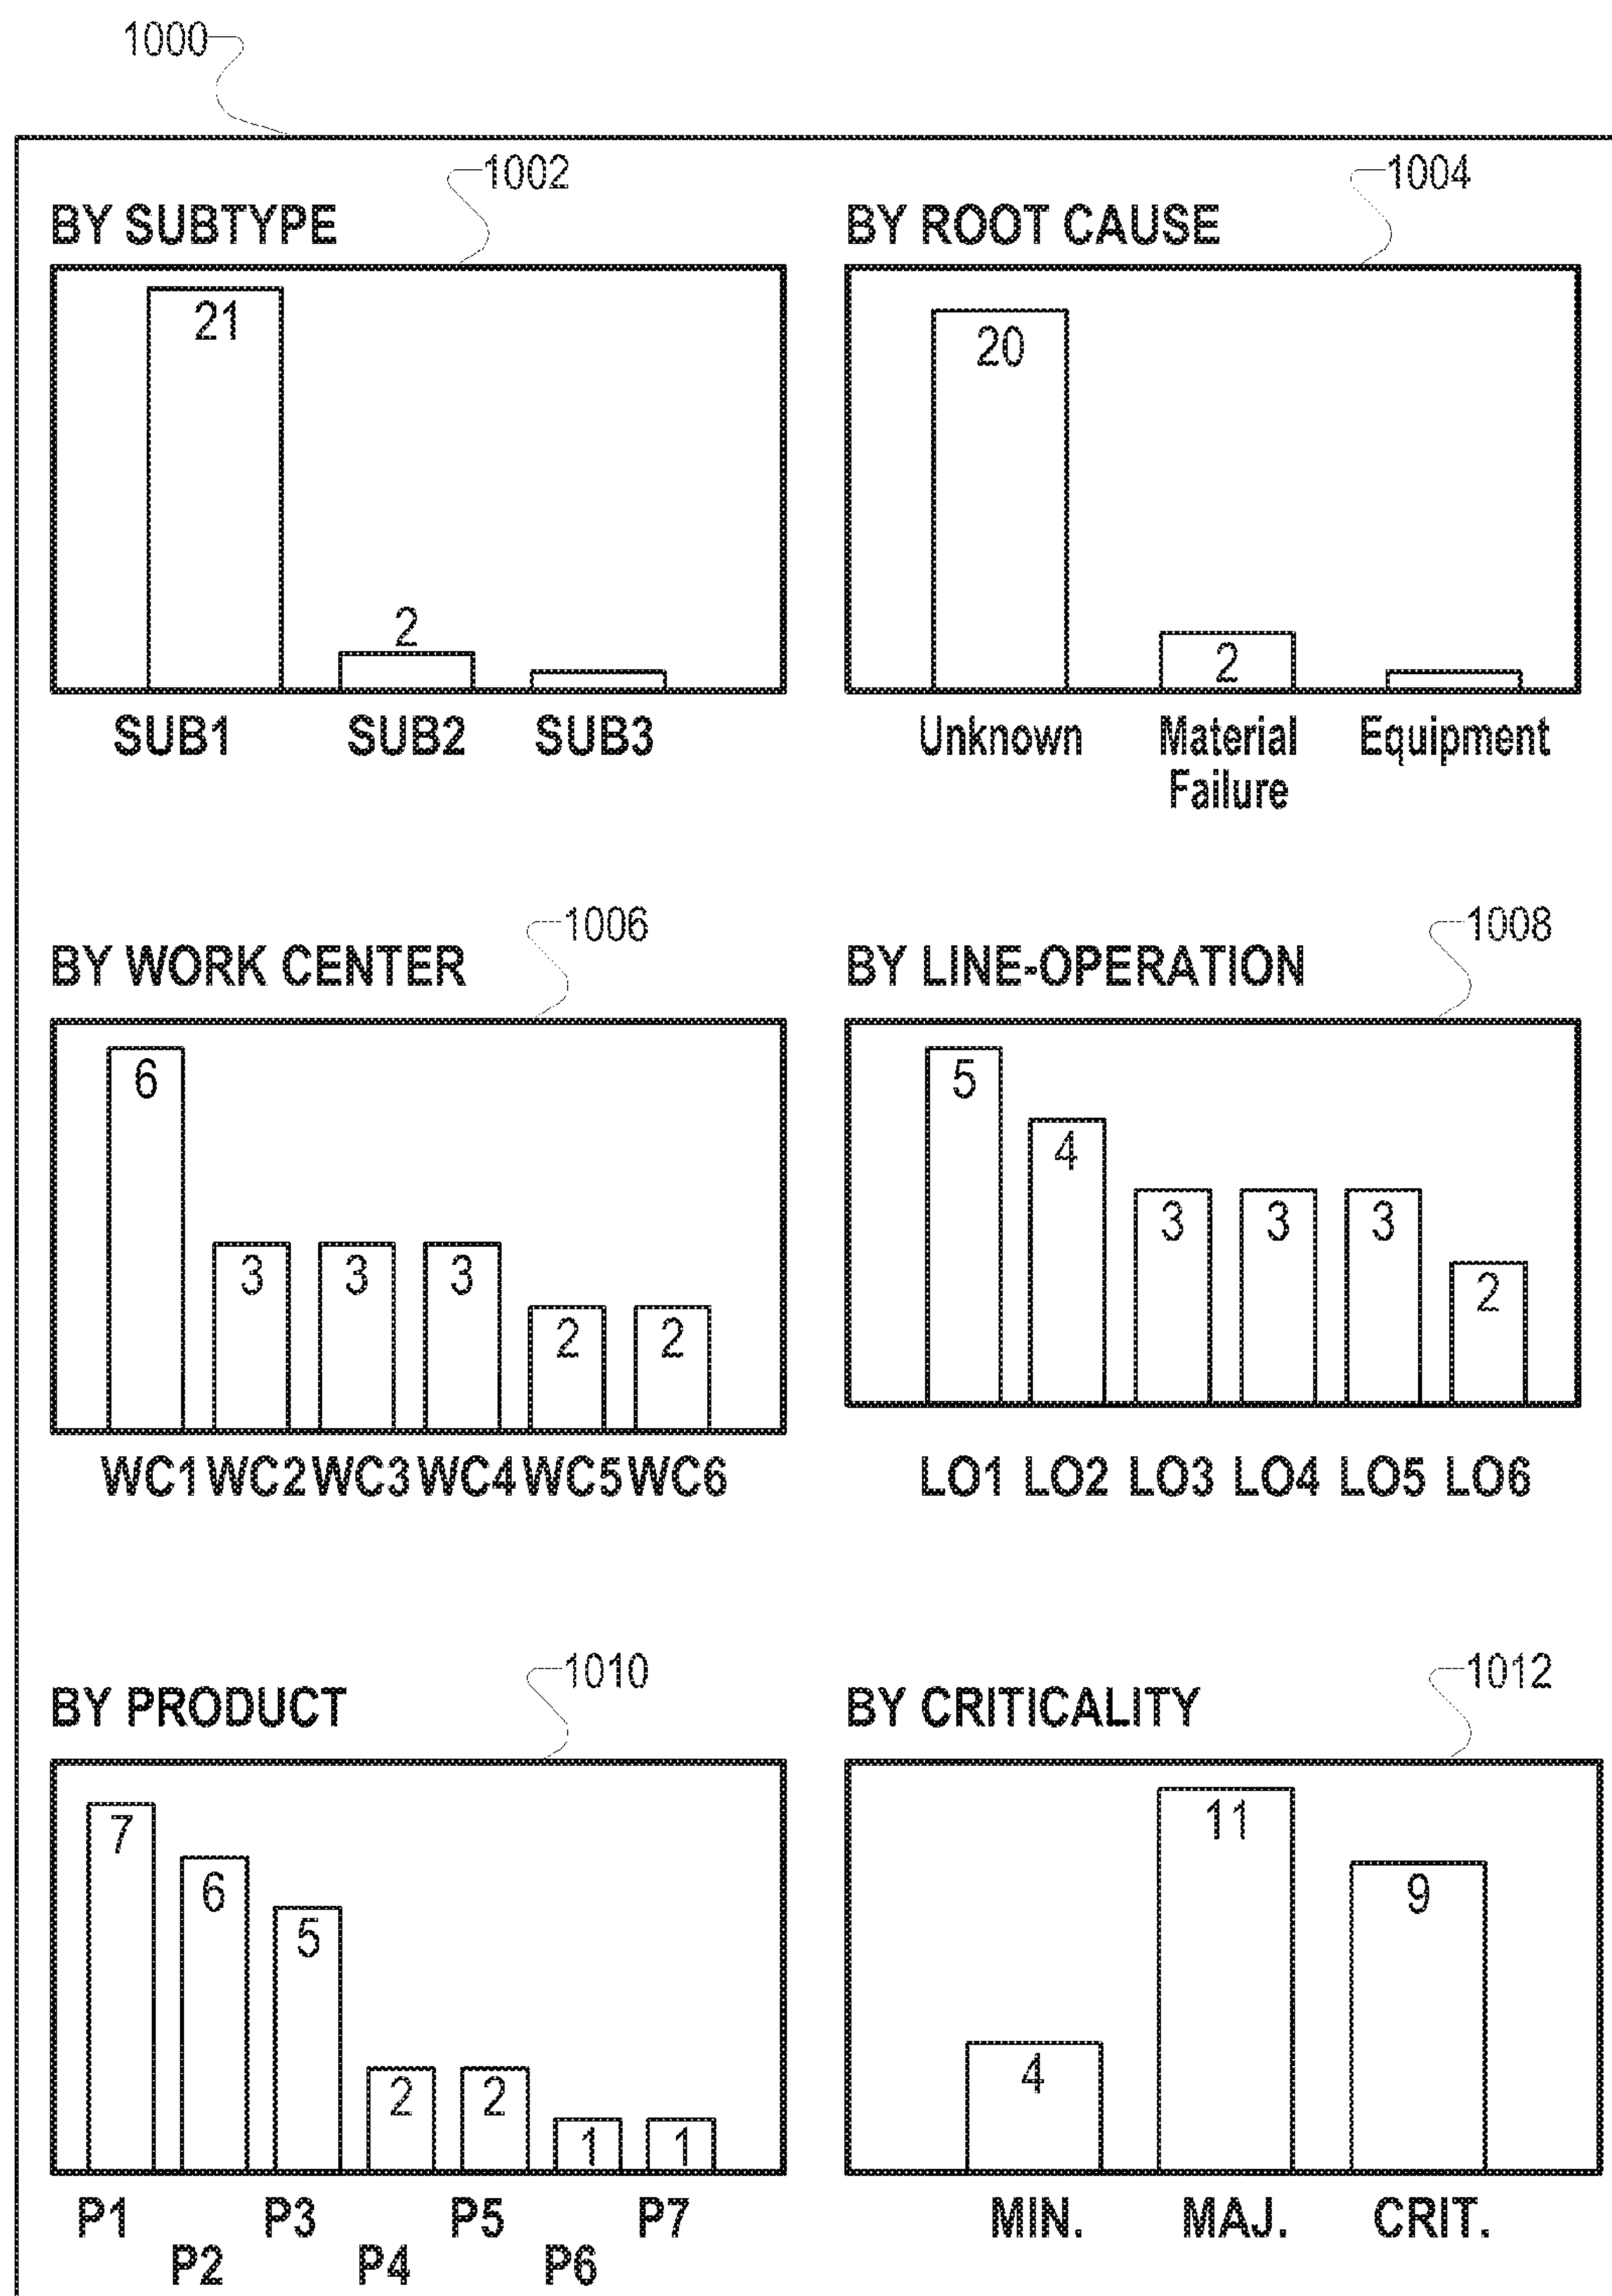 1000
1002
BY SUBTYPE
21
2
SUB1 SUB2 SUB3
1004
BY ROOT CAUSE
20
2
Unknown Material Equipment
Failure
1006
BY WORK CENTER
6
3 3 3
2 2
WC1 WC2 WC3 WC4 WC5 WC6
1008
BY LINE-OPERATION
5
4
3 3 3
2
LO1 LO2 LO3 LO4 LO5 LO6
1010
BY PRODUCT
7
6
5
2 2
1 1
P1 P3 P5 P7
P2 P4 P6
1012
BY CRITICALITY
11
9
4
MIN. MAJ. CRIT.